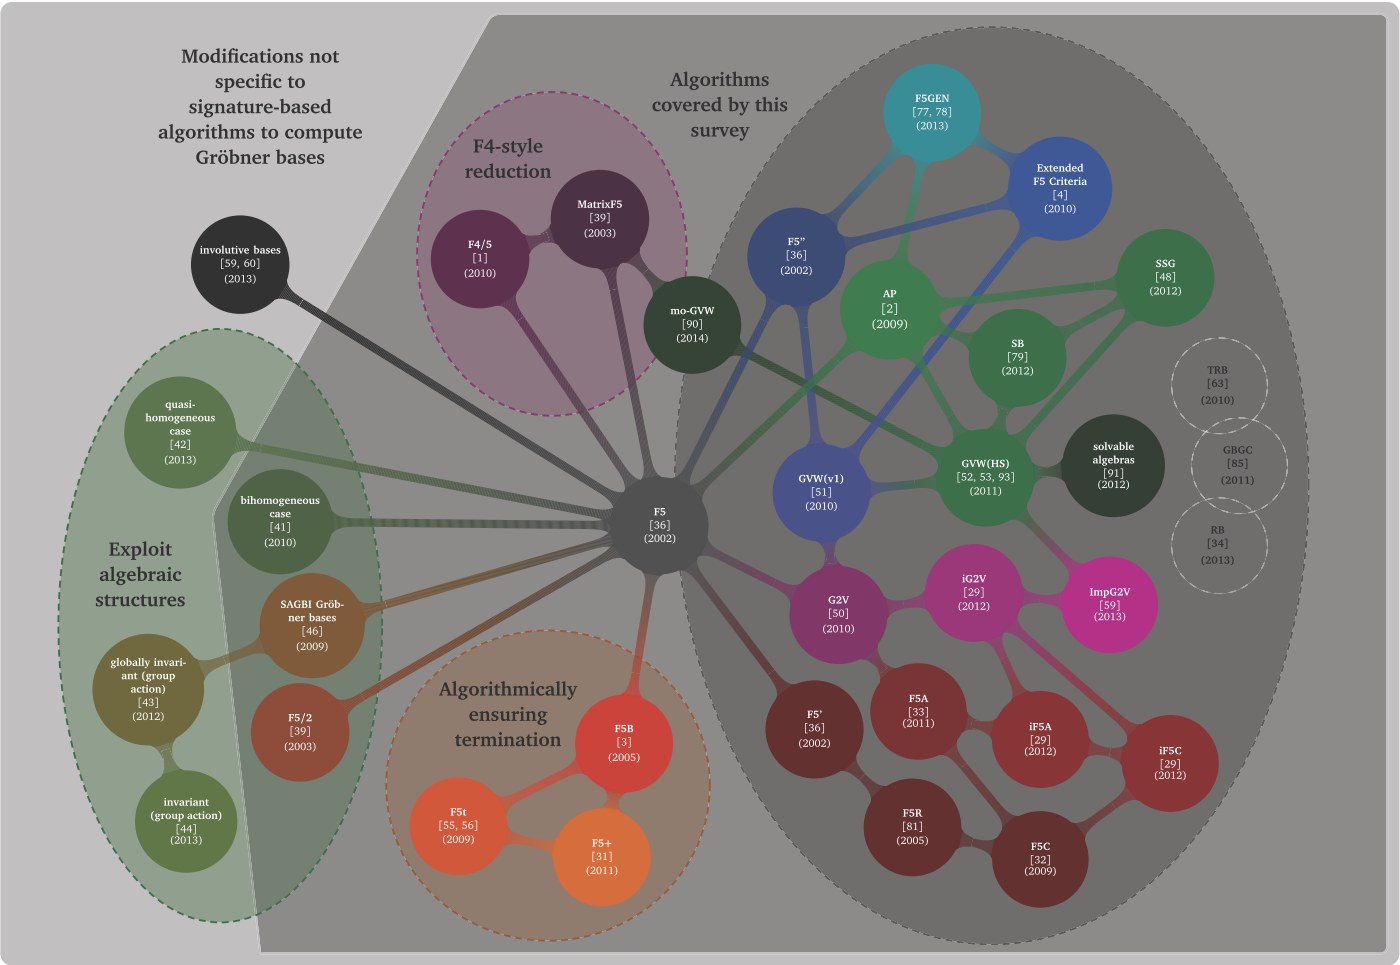 Modifications not
specific to
signature-based
algorithms to compute
Gröbner bases
Algorithms
covered by this
survey
F4-style
reduction
Exploit
algebraic
structures
Algorithmically
ensuring
termination
involutive bases
[59, 60]
(2013)
quasi-
homogeneous
case
[42]
(2013)
bihomogeneous
case
[41]
(2010)
SAGBI Gröb-
ner bases
[46]
(2009)
globally invari-
ant (group
action)
[43]
(2012)
invariant
(group action)
[44]
(2013)
F5/2
[39]
(2003)
F4/5
[1]
(2010)
MatrixF5
[39]
(2003)
mo-GVW
[90]
(2014)
F5
[36]
(2002)
F5B
[3]
(2005)
F5t
[55, 56]
(2009)
F5+
[31]
(2011)
F5GEN
[77, 78]
(2013)
Extended
F5 Criteria
[4]
(2010)
F5”
[36]
(2002)
AP
[2]
(2009)
SSG
[48]
(2012)
SB
[79]
(2012)
TRB
[63]
(2010)
GBGC
[85]
(2011)
RB
[34]
(2013)
GVW(v1)
[51]
(2010)
GVW(HS)
[52, 53, 93]
(2011)
solvable
algebras
[91]
(2012)
G2V
[50]
(2010)
iG2V
[29]
(2012)
ImpG2V
[59]
(2013)
F5’
[36]
(2002)
F5A
[33]
(2011)
iF5A
[29]
(2012)
iF5C
[29]
(2012)
F5R
[81]
(2005)
F5C
[32]
(2009)